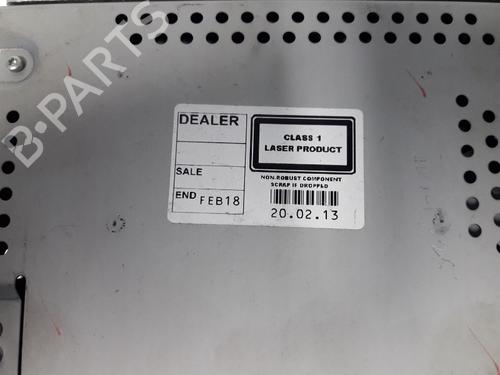 B-PARTS
DEALER
CLASS 1
LASER PRODUCT
SALE
NON-ROBUST COMPONENT
SCRAP IF DROPPED
END FEB18
20.02.13